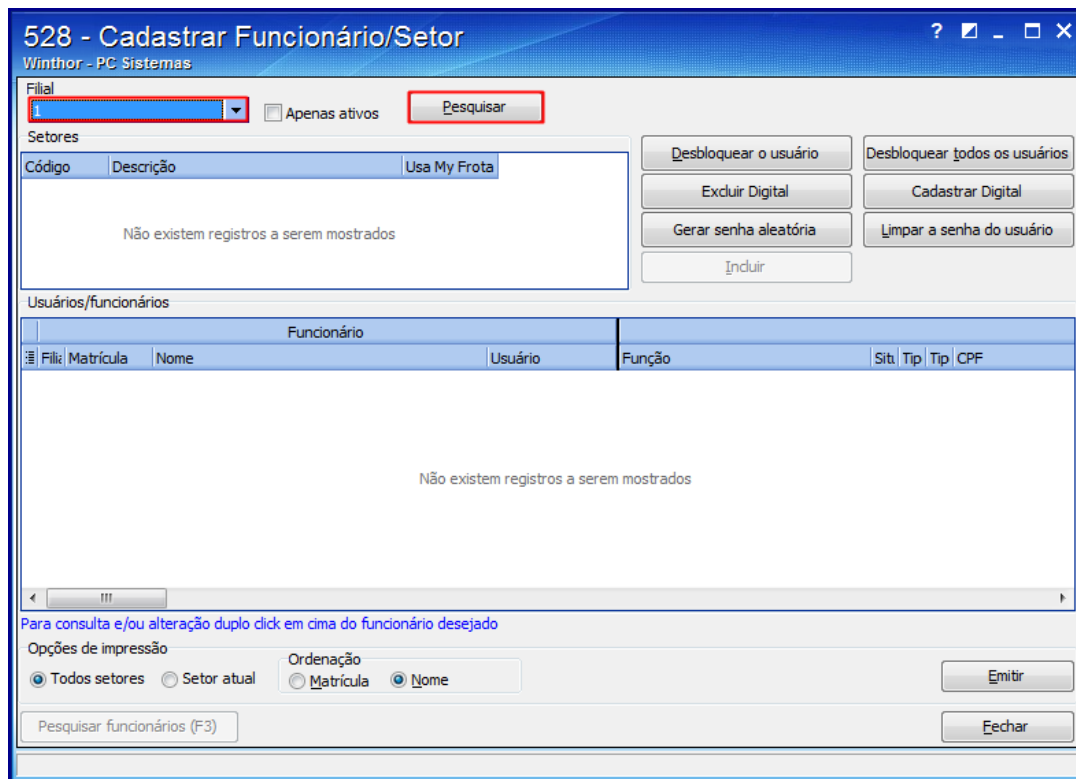 528 - Cadastrar Funcionário/Setor
Winthor - PC Sistemas
Filial
1
Apenas ativos
Pesquisar
Setores
Código Descrição Usa My Frota
Não existem registros a serem mostrados
Desbloquear o usuário Desbloquear todos os usuários
Excluir Digital Cadastrar Digital
Gerar senha aleatória Limpar a senha do usuário
Incluir
Usuários/funcionários
Funcionário
Filia Matrícula Nome Usuário Função Situ Tip Tip CPF
Não existem registros a serem mostrados
Para consulta e/ou alteração duplo click em cima do funcionário desejado
Opções de impressão
Todos setores Setor atual
Ordenação
Matrícula Nome
Emitir
Pesquisar funcionários (F3)
Fechar